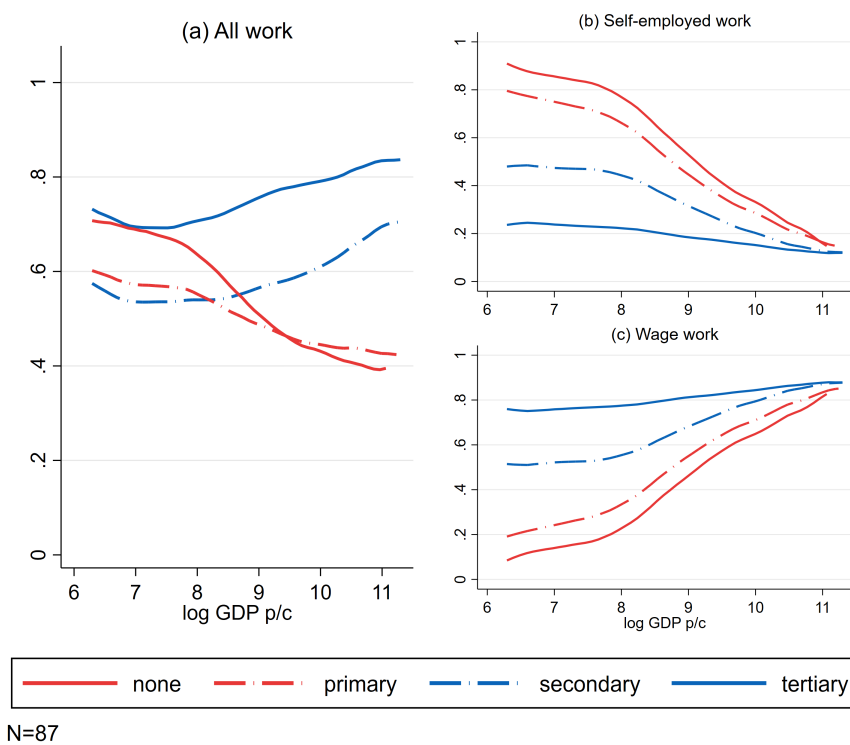 (a) All work
1
.8
.6
.4
.2
0
6 7 8 9 10 11
log GDP p/c
(b) Self-employed work
1
.8
.6
.4
.2
0
6 7 8 9 10 11
(c) Wage work
1
.8
.6
.4
.2
0
6 7 8 9 10 11
log GDP p/c
none primary secondary tertiary
N=87